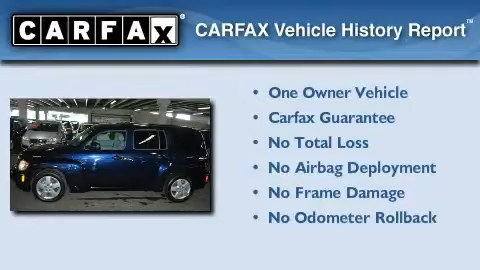 CARFAX
CARFAX Vehicle History Report™
• One Owner Vehicle
• Carfax Guarantee
• No Total Loss
• No Airbag Deployment
• No Frame Damage
• No Odometer Rollback